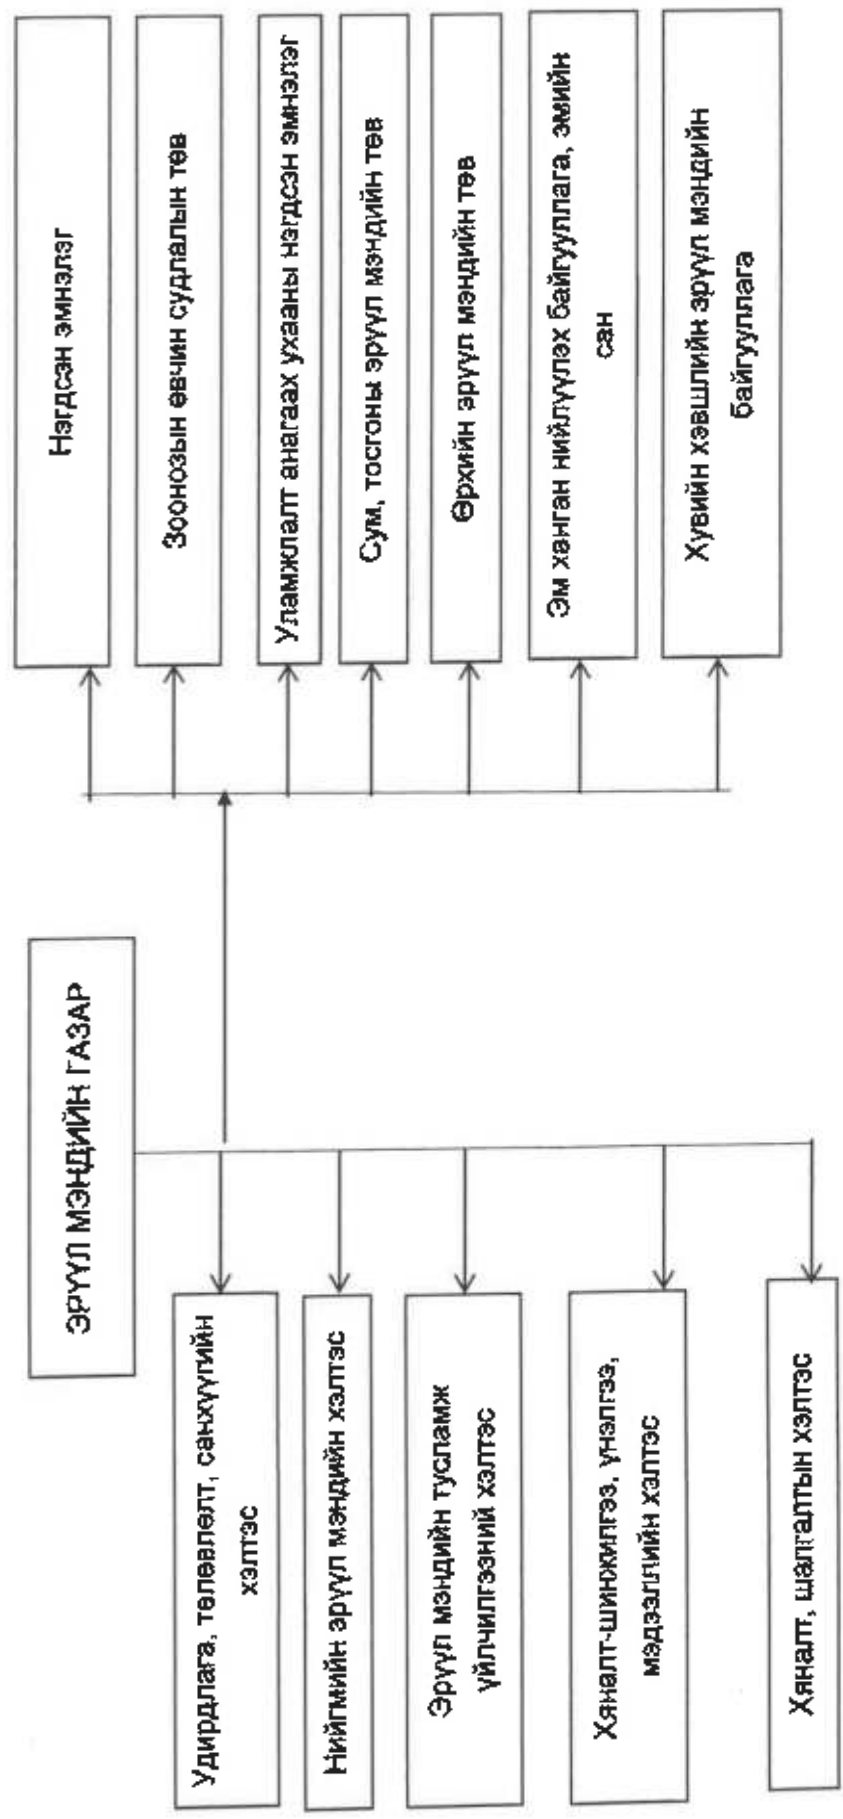 ЭРҮҮЛ МЭНДИЙН ГАЗАР
Удирдлага, төлөвлөлт, санхүүгийн
хэлтэс
Нийгмийн эрүүл мэндийн хэлтэс
Эрүүл мэндийн тусламж
үйлчилгээний хэлтэс
Хяналт-шинжилгээ, үнэлгээ,
мэдээллийн хэлтэс
Хяналт, шалгалтын хэлтэс
Нэгдсэн эмнэлэг
Зоонозын өвчин судлалын төв
Уламжлалт анагаах ухааны нэгдсэн эмнэлэг
Сум, тосгоны эрүүл мэндийн төв
Өрхийн эрүүл мэндийн төв
Эм ханган нийлүүлэх байгууллага, эмийн
сан
Хувийн хэвшлийн эрүүл мэндийн
байгууллага